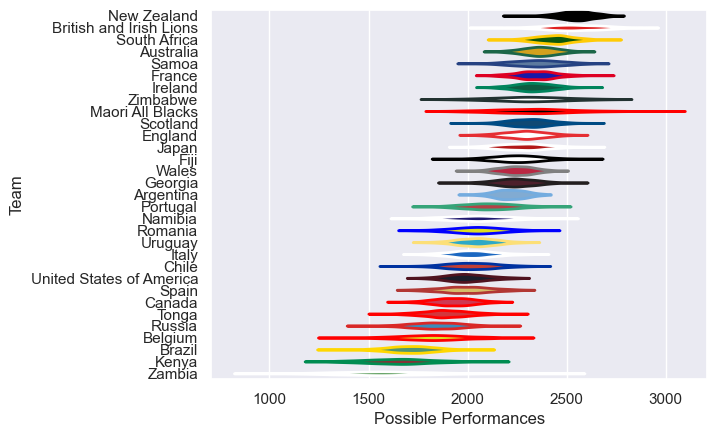 New Zealand
British and Irish Lions
South Africa
Australia
Samoa
France
Ireland
Zimbabwe
Maori All Blacks
Scotland
England
Japan
Fiji
Wales
Georgia
Argentina
Portugal
Namibia
Romania
Uruguay
Italy
Chile
United States of America
Spain
Canada
Tonga
Russia
Belgium
Brazil
Kenya
Zambia
Team
1000 1500 2000 2500 3000
Possible Performances